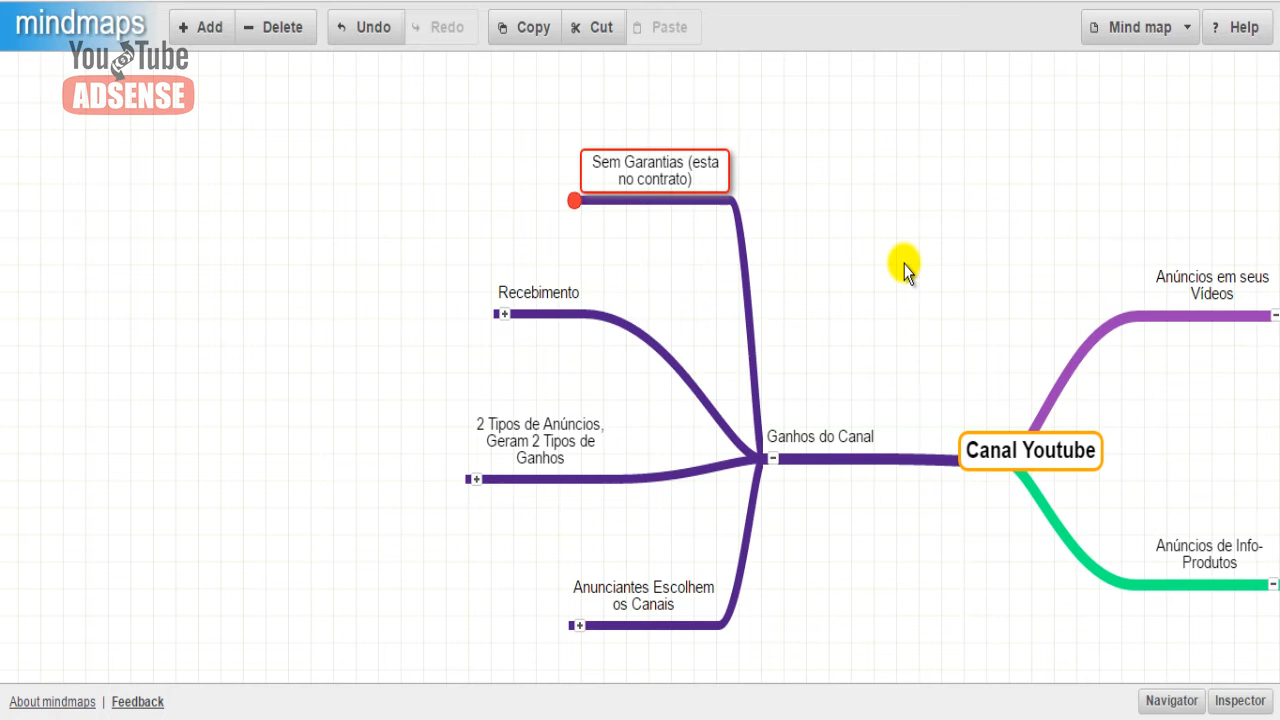 mindmaps
Add
Delete
Undo
Redo
Copy
Cut
Paste
Mind map
? Help
You Tube
ADSENSE
Sem Garantias (esta
no contrato)
Anúncios em seus
Vídeos
Recebimento
2 Tipos de Anúncios,
Geram 2 Tipos de
Ganhos
Ganhos do Canal
Canal Youtube
Anúncios de Info-
Produtos
Anunciantes Escolhem
os Canais
About mindmaps | Feedback
Navigator
Inspector